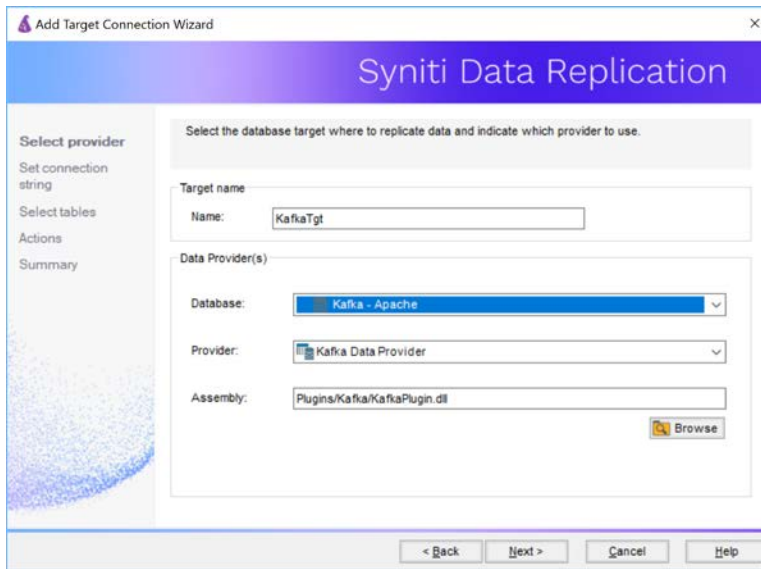 Add Target Connection Wizard
Syniti Data Replication
Select provider
Set connection
string
Select tables
Actions
Summary
Select the database target where to replicate data and indicate which provider to use.
Target name
Name:
KafkaTgt
Data Provider(s)
Database:
Kafka - Apache
Provider:
Kafka Data Provider
Assembly:
Plugins/Kafka/KafkaPlugin.dll
Browse
< Back
Next >
Cancel
Help